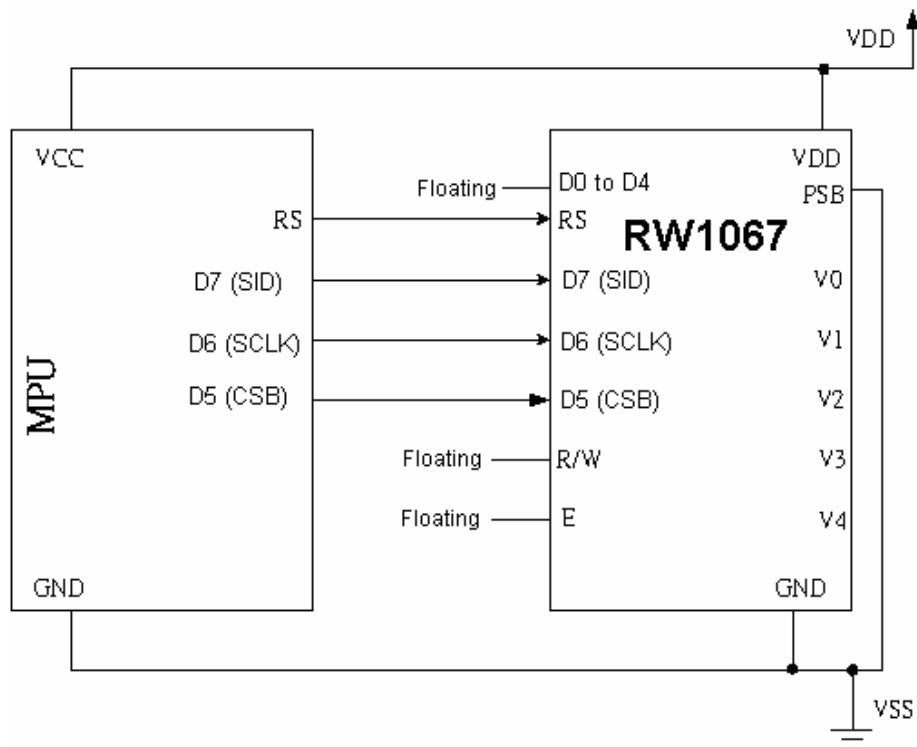 VDD
VCC
RS
D7 (SID)
D6 (SCLK)
D5 (CSB)
MPU
GND
Floating
D0 to D4
RS
RW1067
D7 (SID)
D6 (SCLK)
D5 (CSB)
Floating
R/W
Floating
E
VDD
PSB
V0
V1
V2
V3
V4
GND
VSS